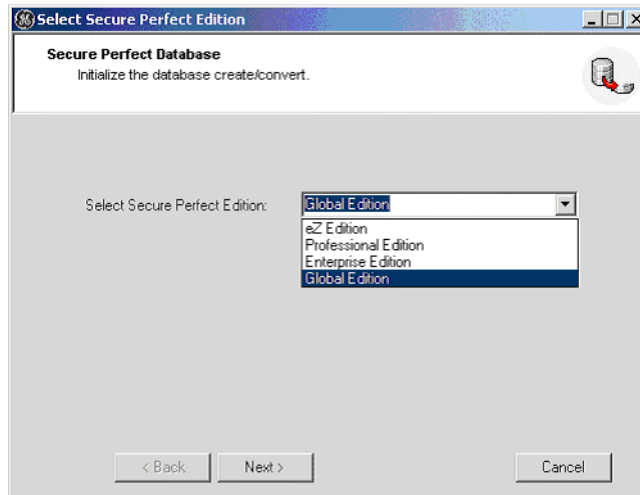 Select Secure Perfect Edition
Secure Perfect Database
Initialize the database create/convert.
Select Secure Perfect Edition:
Global Edition
eZ Edition
Professional Edition
Enterprise Edition
Global Edition
< Back
Next >
Cancel